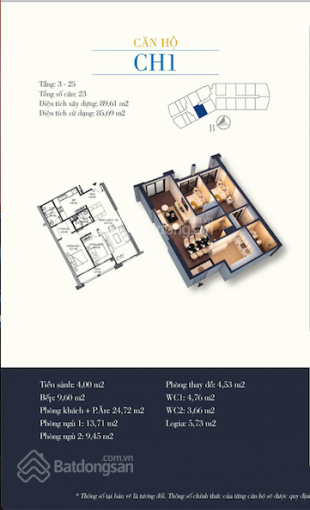 CĂN HỘ
CH1
Tầng: 3 - 25
Tổng số căn: 23
Diện tích xây dựng: 89,61 m2
Diện tích sử dụng: 85,69 m2
B
Batdongsan
.com.vn
Tiền sảnh: 4,00 m2
Bếp: 9,60 m2
Phòng khách + P.Ăn: 24,72 m2
Phòng ngủ 1: 13,71 m2
Phòng ngủ 2: 9,45 m2
Phòng thay đồ: 4,53 m2
WC1: 4,76 m2
WC2: 3,66 m2
Logia: 5,73 m2
.com.vn
Batdongsan
* Thông số tại bản vẽ là tương đối. Thông số chính thức của từng căn hộ sẽ được quy định